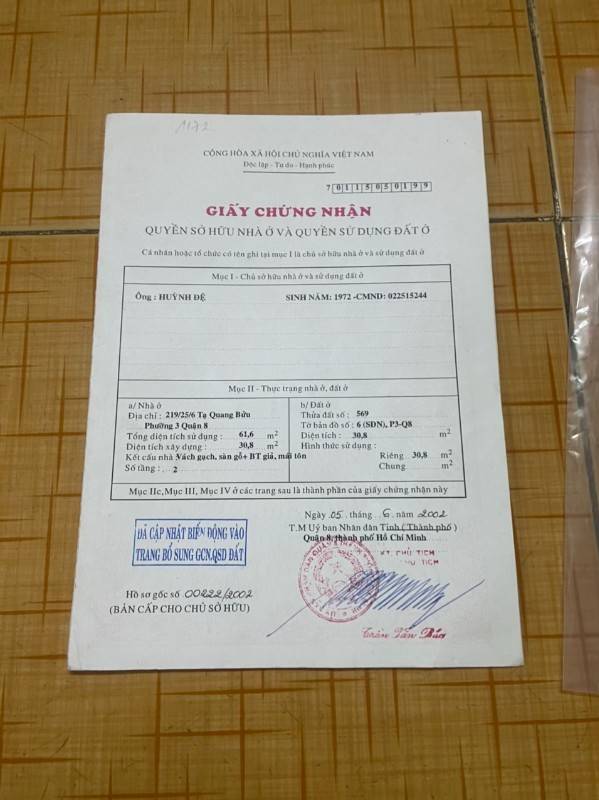 1172
CỘNG HÒA XÃ HỘI CHỦ NGHĨA VIỆT NAM
Độc lập - Tự do - Hạnh phúc
7 0 1 1 5 0 5 0 1 9 9
GIẤY CHỨNG NHẬN
QUYỀN SỞ HỮU NHÀ Ở VÀ QUYỀN SỬ DỤNG ĐẤT Ở
Cá nhân hoặc tổ chức có tên ghi tại mục I là chủ sở hữu nhà ở và sử dụng đất ở
Mục I - Chủ sở hữu nhà ở và sử dụng đất ở
Ông : HUỲNH ĐỆ SINH NĂM: 1972 -CMND: 022515244
Mục II - Thực trạng nhà ở, đất ở
a/ Nhà ở
Địa chỉ : 219/25/6 Tạ Quang Bửu
Phường 3 Quận 8
Tổng diện tích sử dụng : 61,6 m2
Diện tích xây dựng : 30,8 m2
Kết cấu nhà Vách gạch, sàn gỗ+ BT giả, mái tôn
Số tầng : 2
b/ Đất ở
Thửa đất số : 569
Tờ bản đồ số : 6 (SDN), P3-Q8
Diện tích : 30,8 m2
Hình thức sử dụng :
Riêng 30,8 m2
Chung m2
Mục IIc, Mục III, Mục IV ở các trang sau là thành phần của giấy chứng nhận này
Ngày 05 tháng 6 năm 2002
T.M Uỷ ban Nhân dân Tỉnh ( Thành phố )
Quận 8, thành phố Hồ Chí Minh
KT. CHỦ TỊCH
TỊCH
ĐÃ CẬP NHẬT BIẾN ĐỘNG VÀO
TRANG BỔ SUNG GCN.QSD ĐẤT
Hồ sơ gốc số 00222/2002
(BẢN CẤP CHO CHỦ SỞ HỮU)
Trần Văn